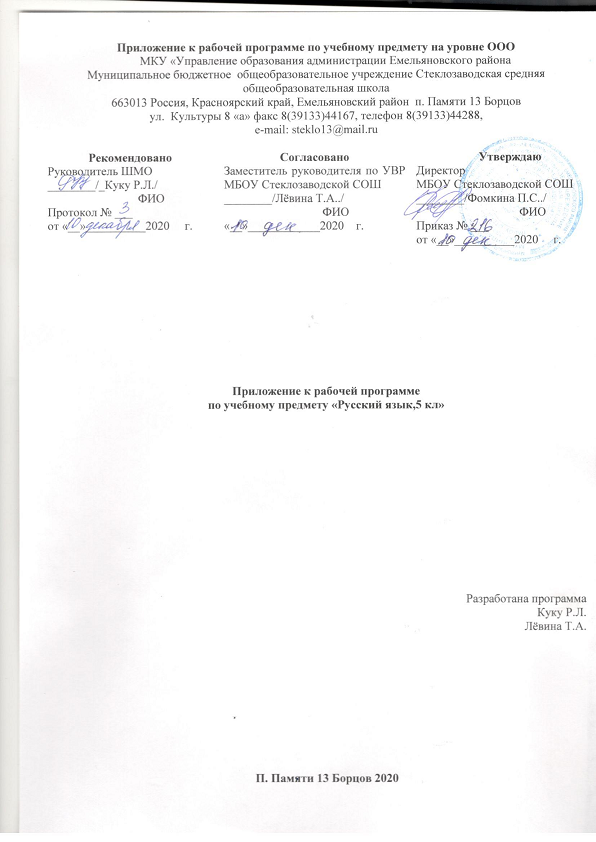 Приложение к рабочей программе по учебному предмету на уровне ООО
МКУ «Управление образования администрации Емельяновского района
Муниципальное бюджетное общеобразовательное учреждение Стеклозаводская средняя
общеобразовательная школа
663013 Россия, Красноярский край, Емельяновский район п. Памяти 13 Борцов
ул. Культуры 8 «а» факс 8(39133)44167, телефон 8(39133)44288,
e-mail: steklo13@mail.ru
Рекомендовано
Руководитель ШМО
________/_Куку Р.Л./
ФИО
Протокол № 3
от «10»декабря 2020 г.
Согласовано
Заместитель руководителя по УВР
МБОУ Стеклозаводской СОШ
________/Лёвина Т.А../
ФИО
«10» дек 2020 г.
Утверждаю
Директор
МБОУ Стеклозаводской СОШ
/Фомкина П.С../
ФИО
Приказ №216
от «10» дек 2020 г.
Приложение к рабочей программе
по учебному предмету «Русский язык,5 кл»
Разработана программа
Куку Р.Л.
Лёвина Т.А.
П. Памяти 13 Борцов 2020